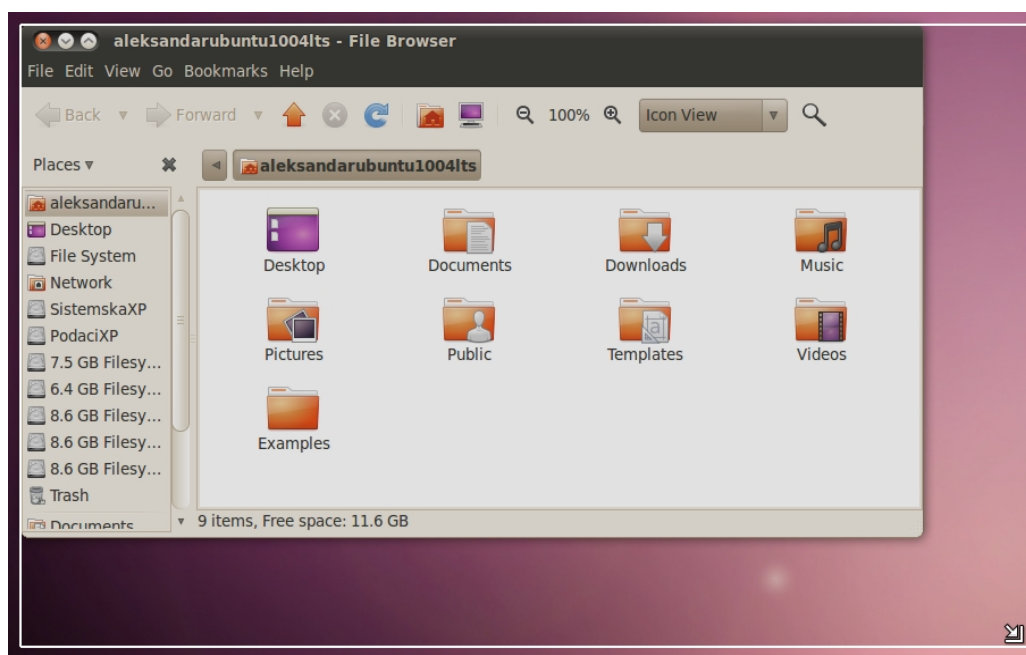 aleksandarubuntu1004lts - File Browser
File Edit View Go Bookmarks Help
Back Forward 100% Icon View
Places
aleksandarubuntu1004lts
aleksandaru...
Desktop
File System
Network
SistemskaXP
PodaciXP
7.5 GB Filesy...
6.4 GB Filesy...
8.6 GB Filesy...
8.6 GB Filesy...
8.6 GB Filesy...
Trash
Documents
Desktop Documents Downloads Music
Pictures Public Templates Videos
Examples
9 items, Free space: 11.6 GB